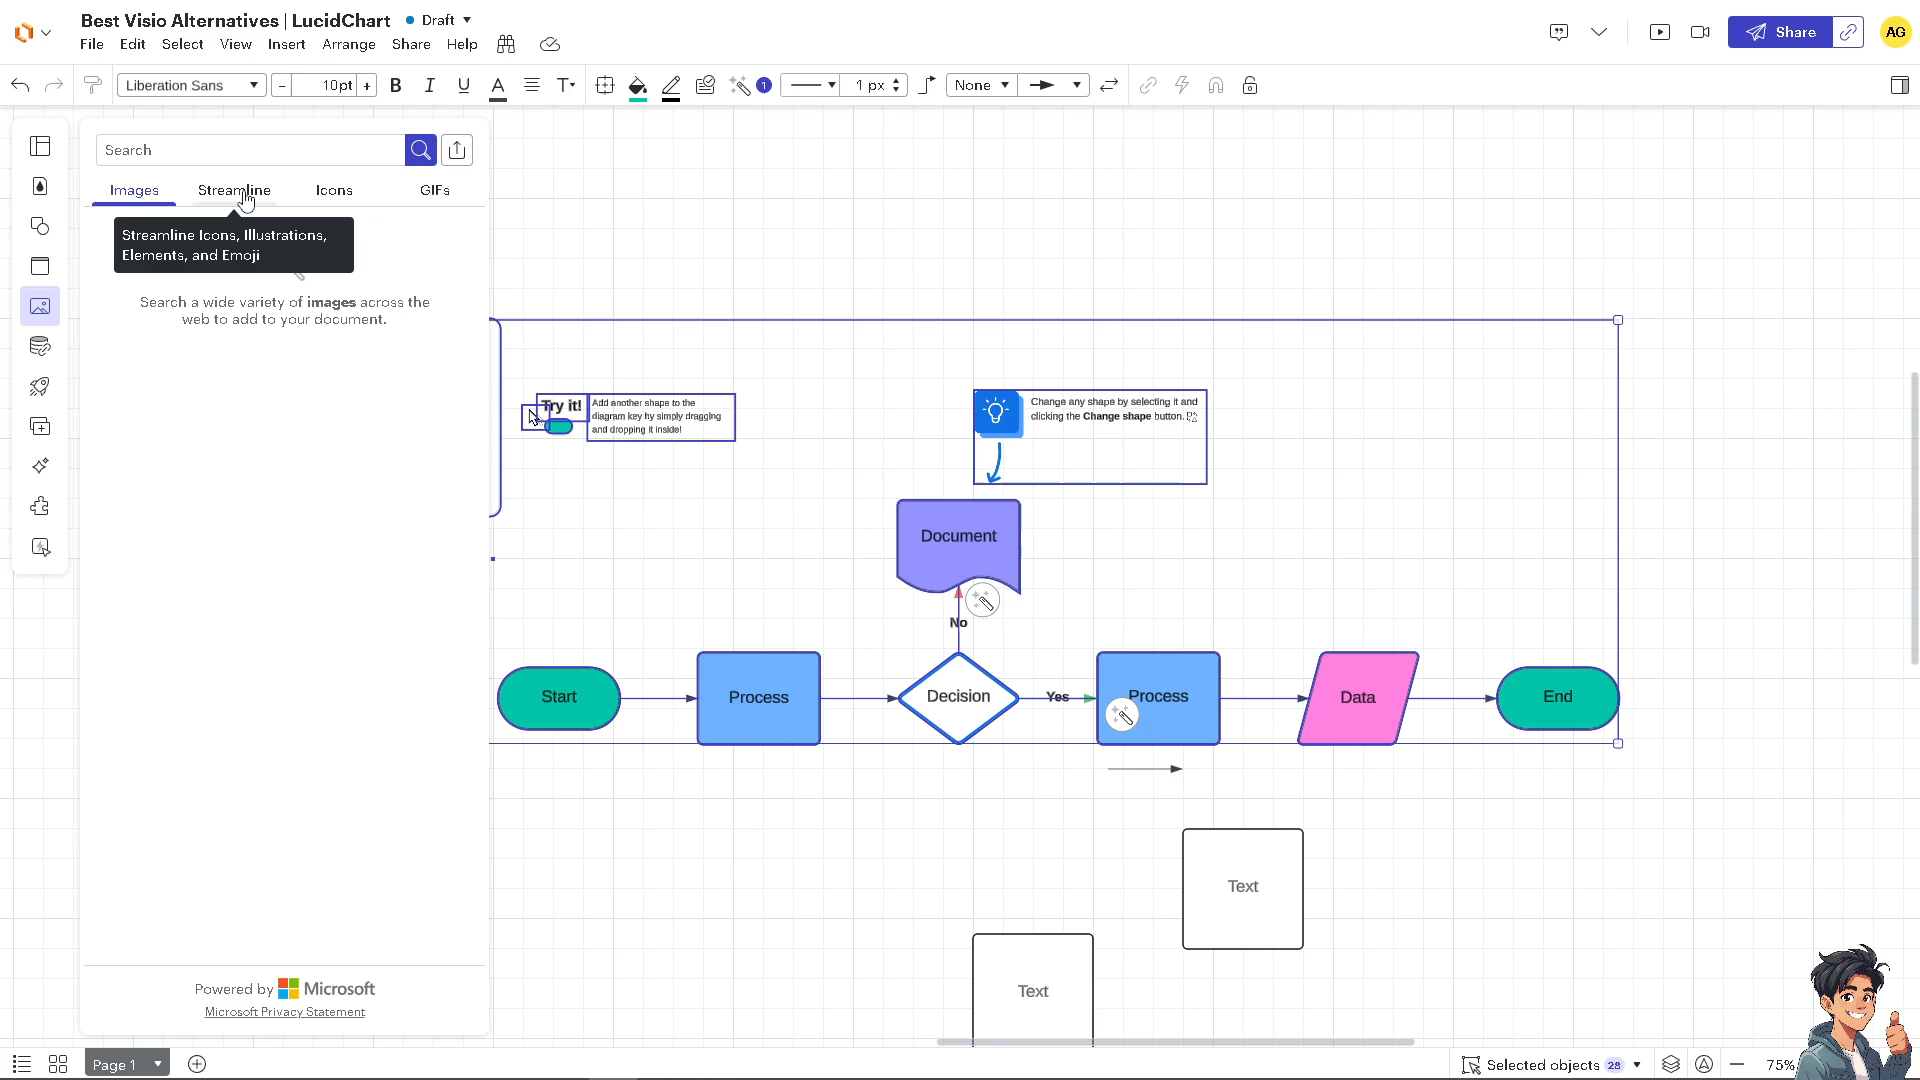 Best Visio Alternatives | LucidChart
Draft
File Edit Select View Insert Arrange Share Help
Share
AG
Liberation Sans
- 10pt +
B I U A T
1
1 px
None
Search
Images Streamline Icons GIFs
Streamline Icons, Illustrations,
Elements, and Emoji
Search a wide variety of images across the
web to add to your document.
Powered by Microsoft
Microsoft Privacy Statement
Try it!
Add another shape to the
diagram key by simply dragging
and dropping it inside!
Change any shape by selecting it and
clicking the Change shape button.
Document
No
Start
Process
Decision
Yes
Process
Data
End
Text
Text
Page 1
Selected objects 28
75%